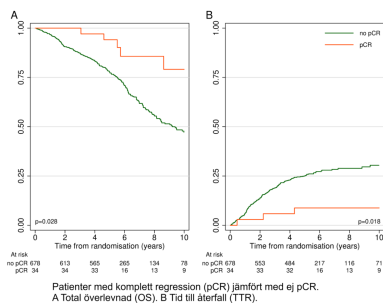 A
B
no pCR
pCR
1.00
0.75
0.50
0.25
0.00
1.00
0.75
0.50
0.25
0.00
p=0.028
p=0.018
0 2 4 6 8 10
0 2 4 6 8 10
Time from randomisation (years)
Time from randomisation (years)
At risk
no pCR 678 613 565 265 134 78
pCR 34 34 33 16 13 9
At risk
no pCR 678 553 484 217 116 71
pCR 34 33 32 16 13 9
Patienter med komplett regression (pCR) jämfört med ej pCR.
A Total överlevnad (OS). B Tid till återfall (TTR).